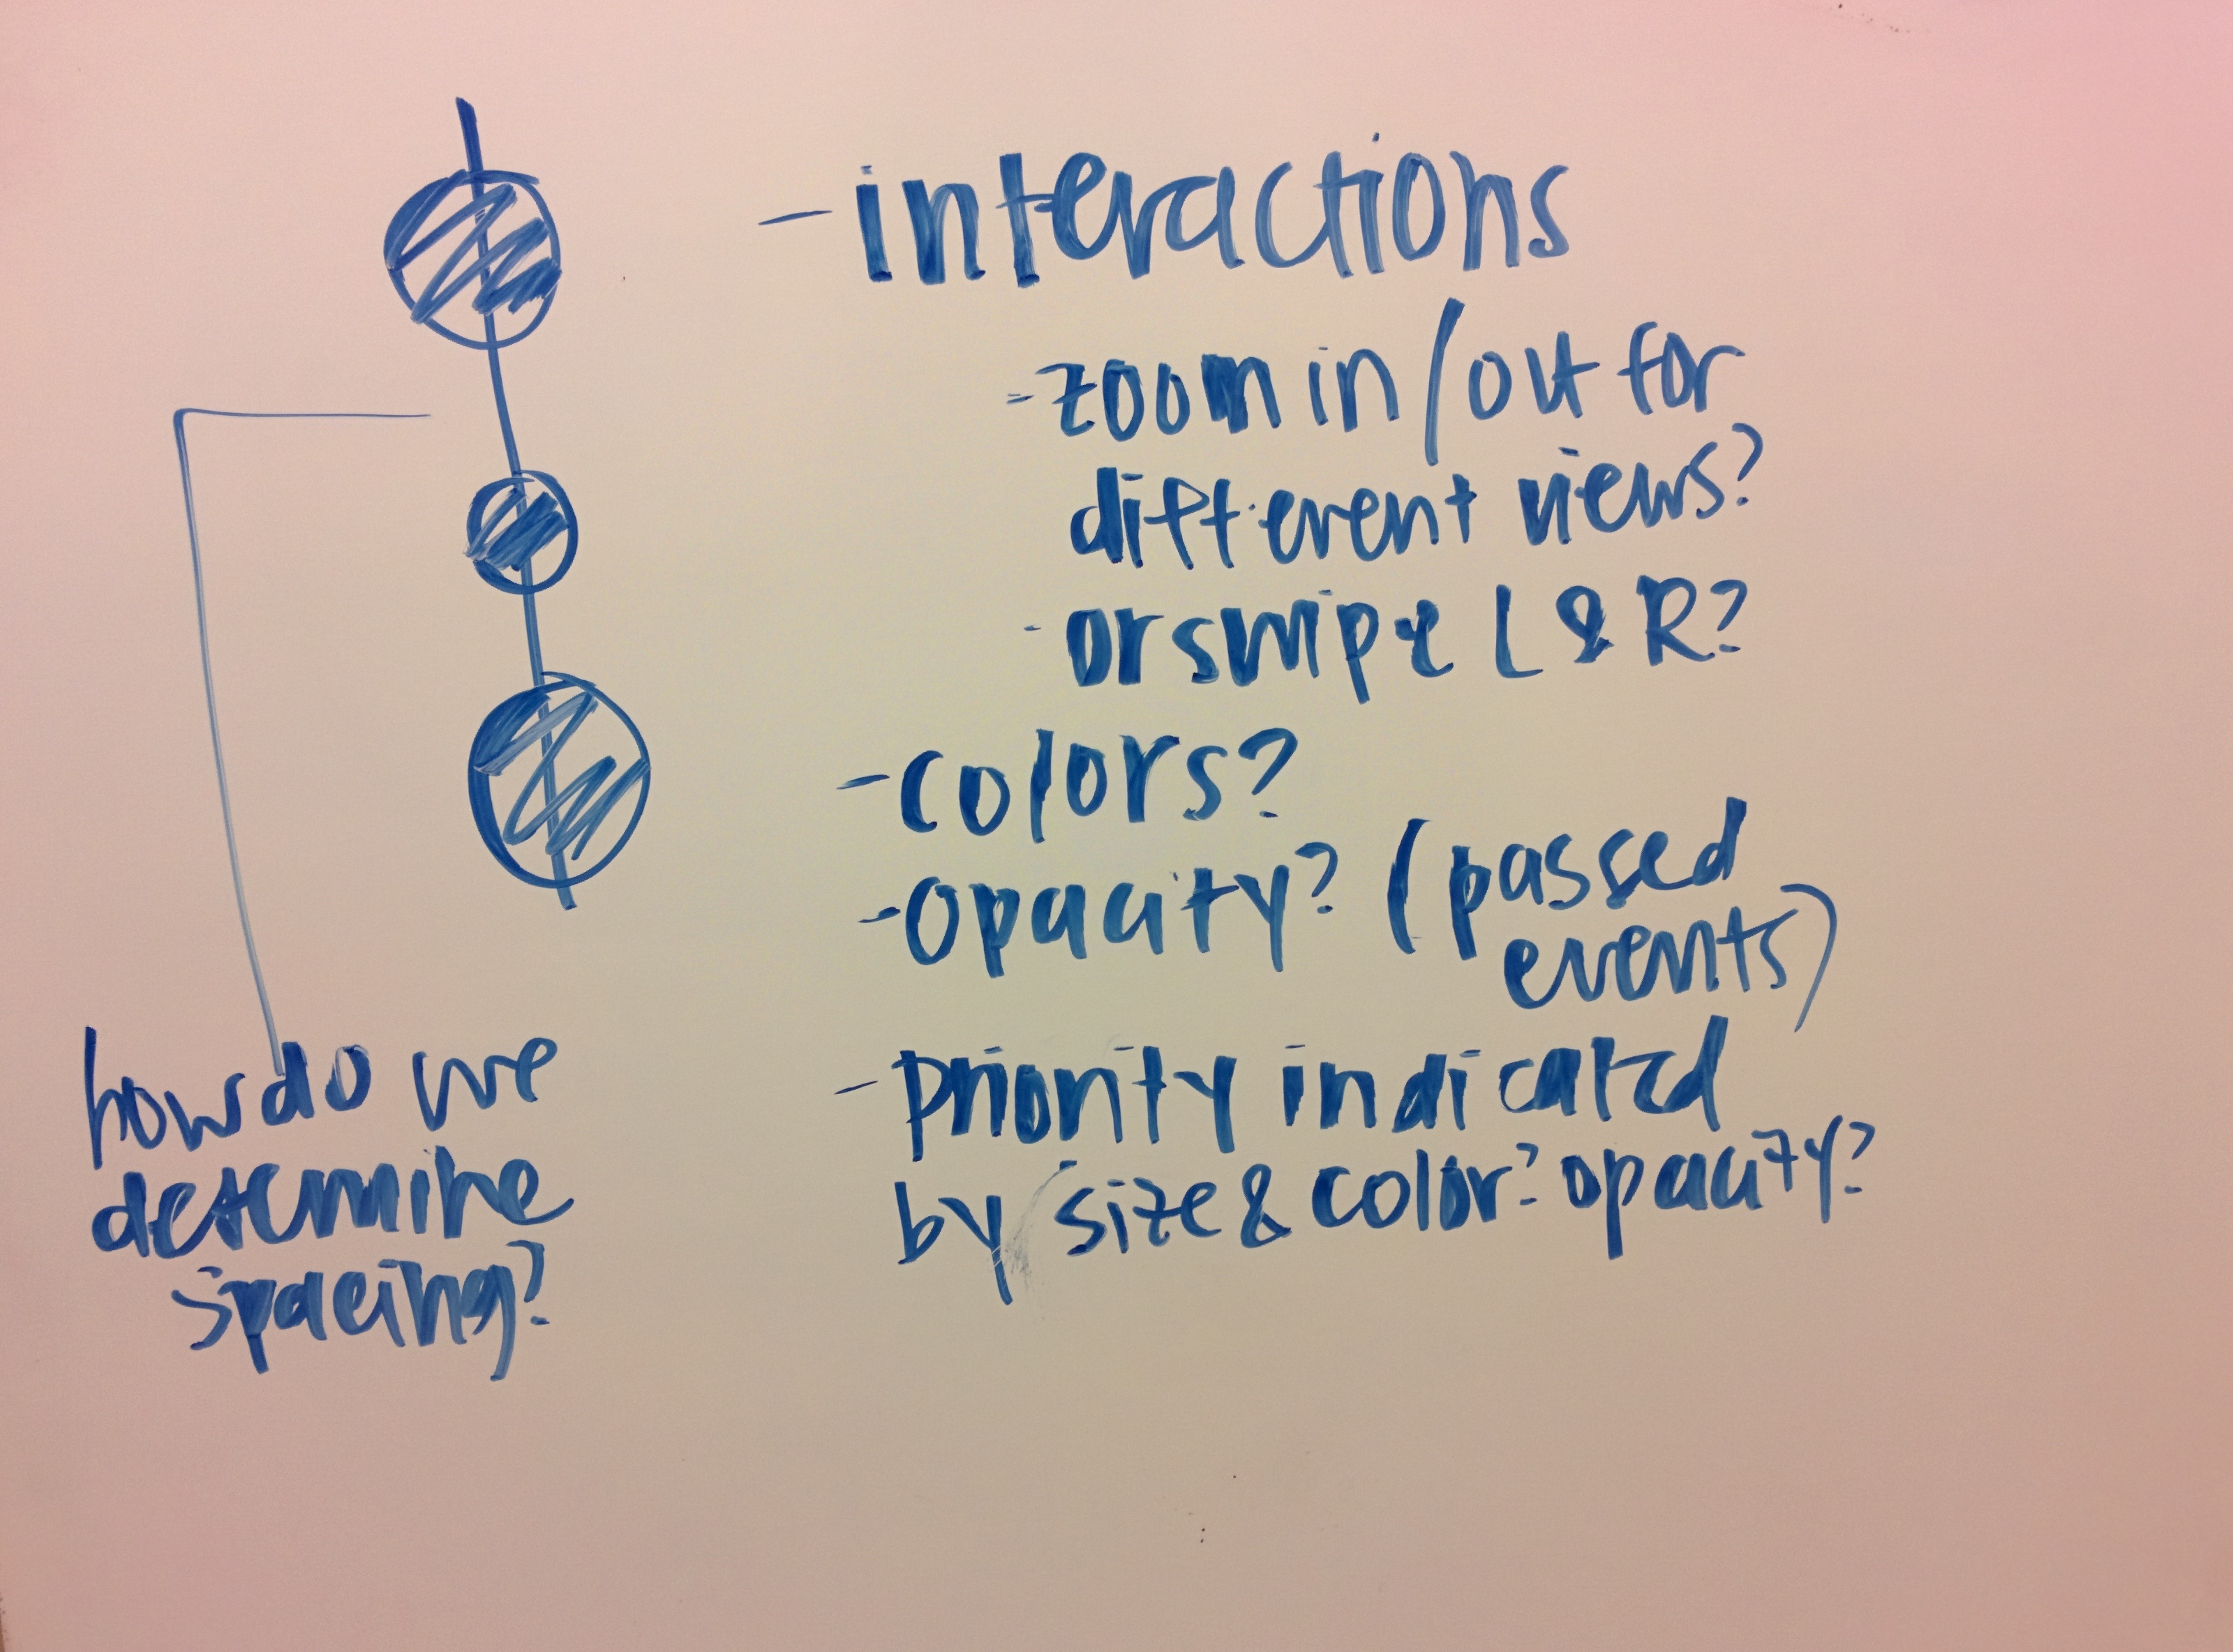 - interactions
- zoom in / out for
different views?
- or swipe L & R?
- colors?
- opacity? (passed
events)
- priority indicated
by size & color? opacity?
how do we
determine
spacing?